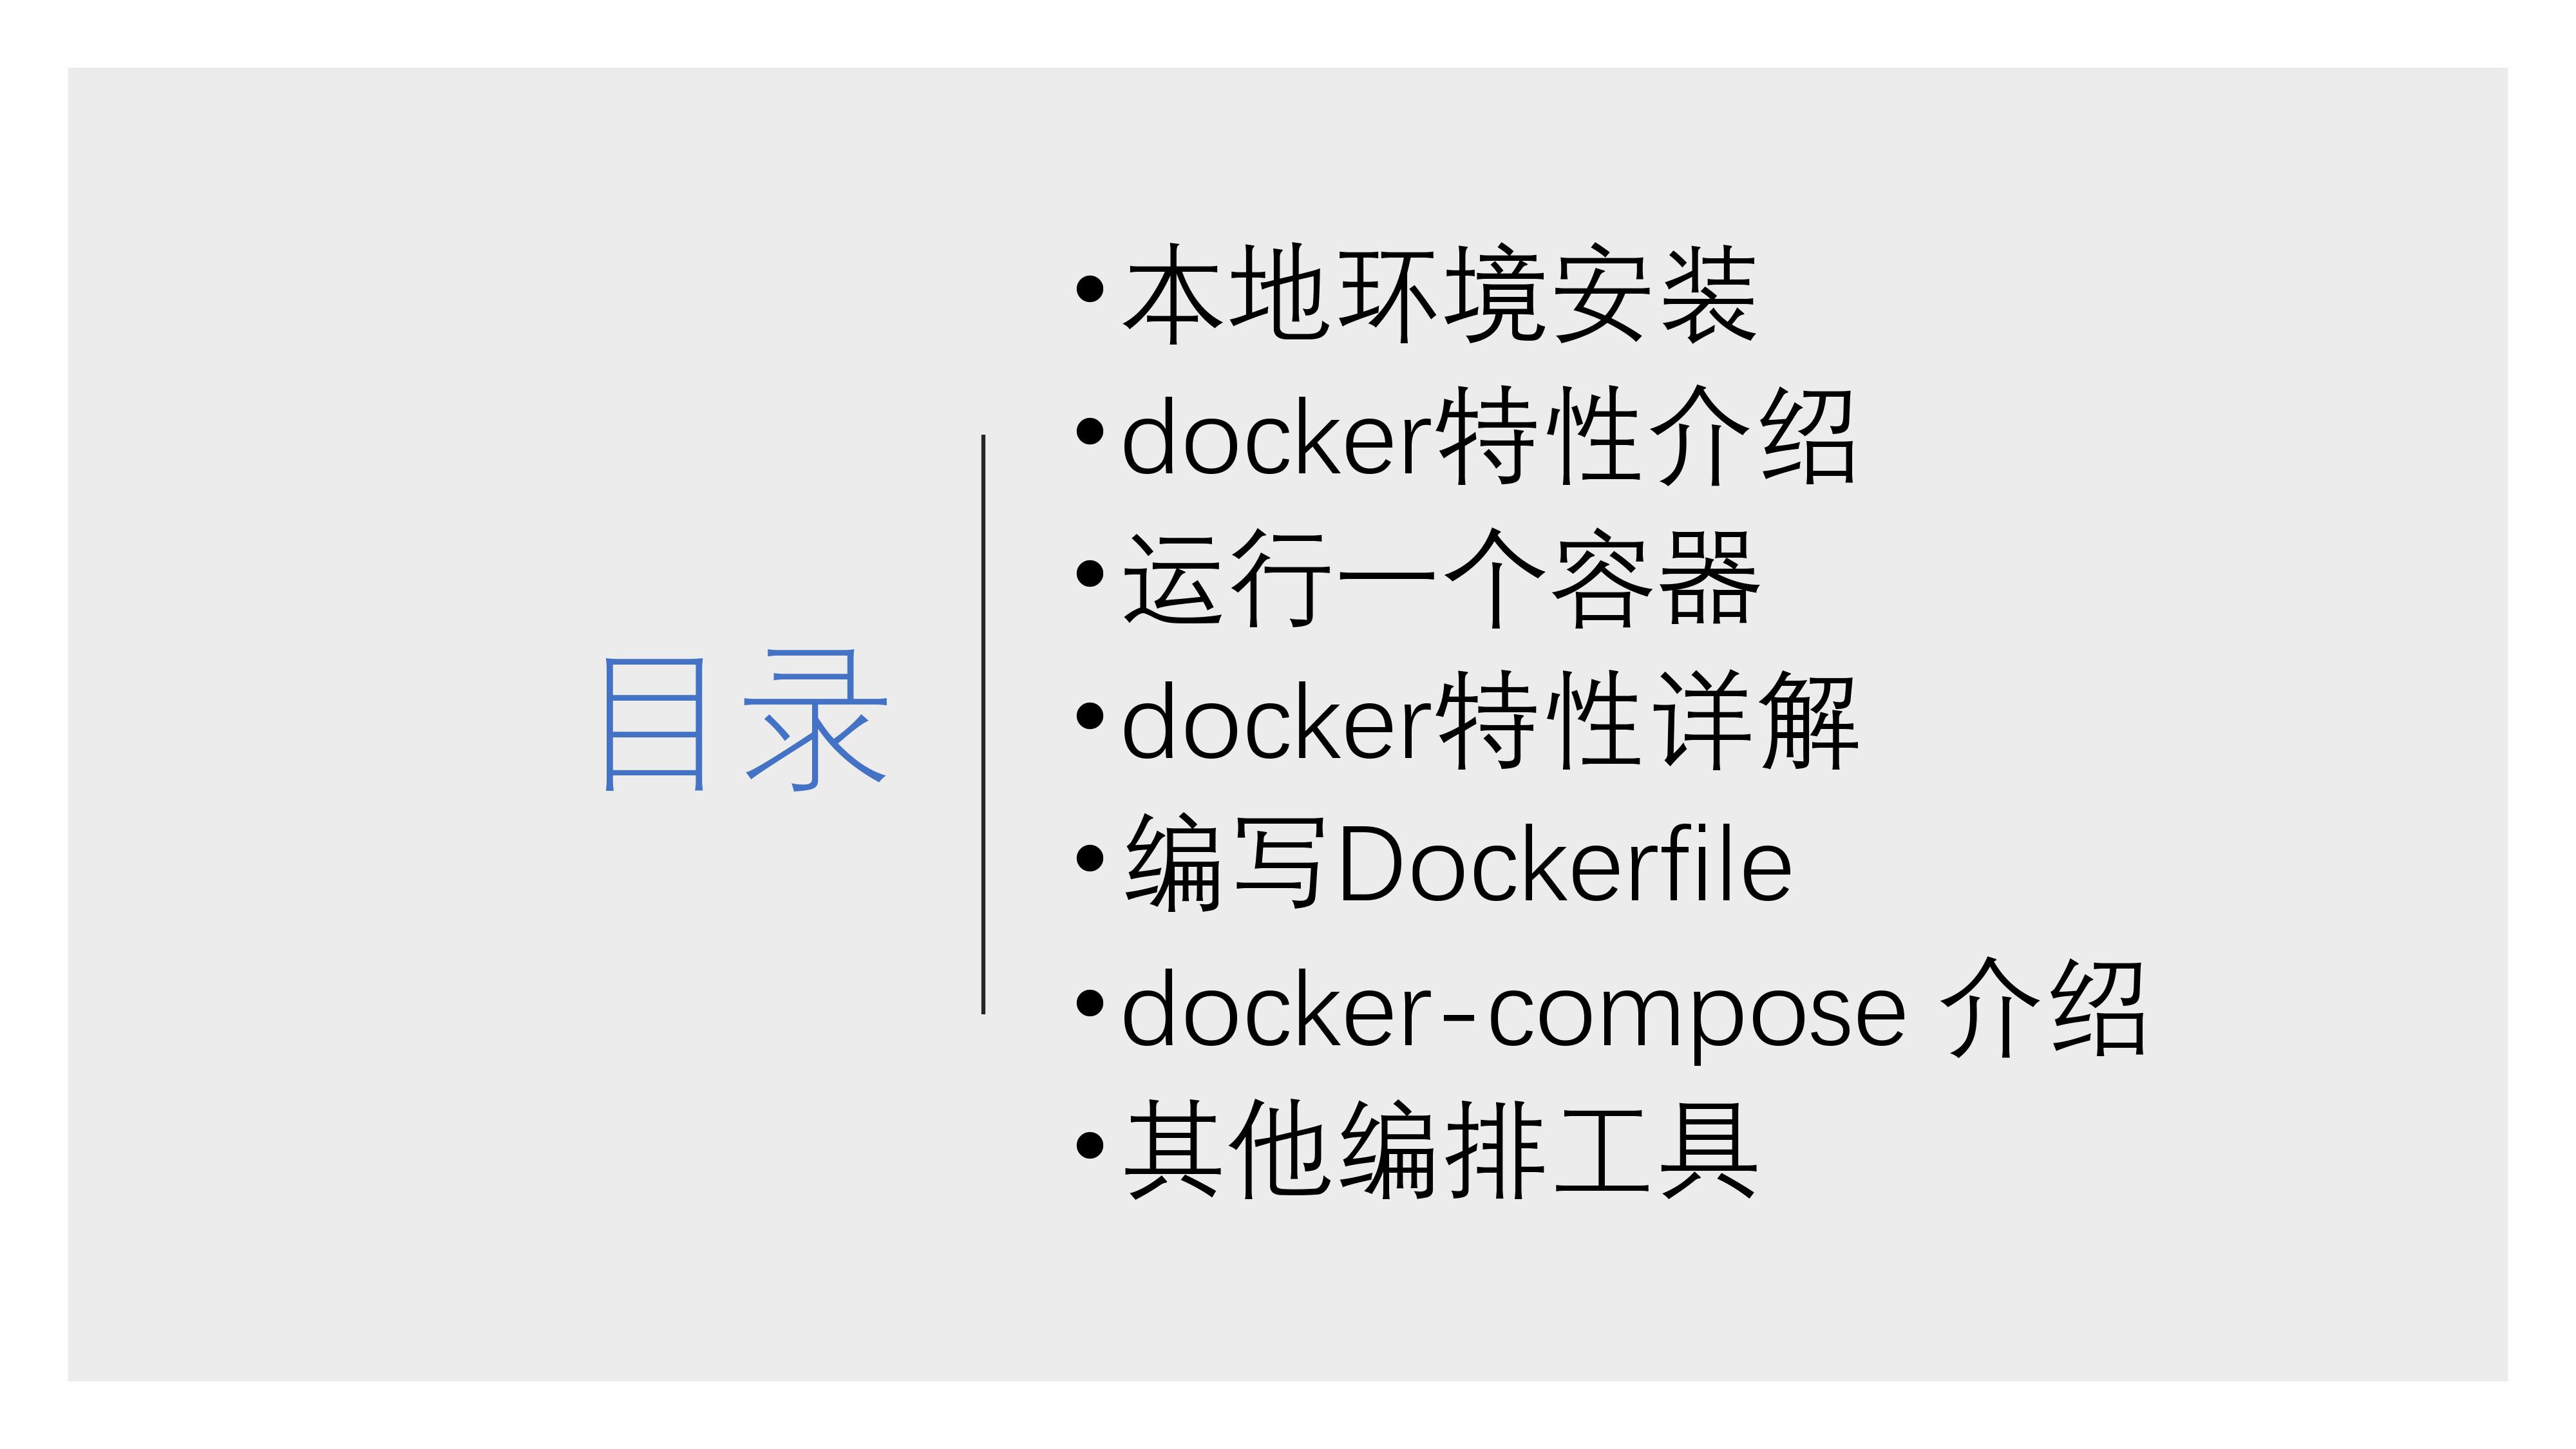 目录
•本地环境安装
•docker特性介绍
•运行一个容器
•docker特性详解
•编写Dockerfile
•docker-compose 介绍
•其他编排工具